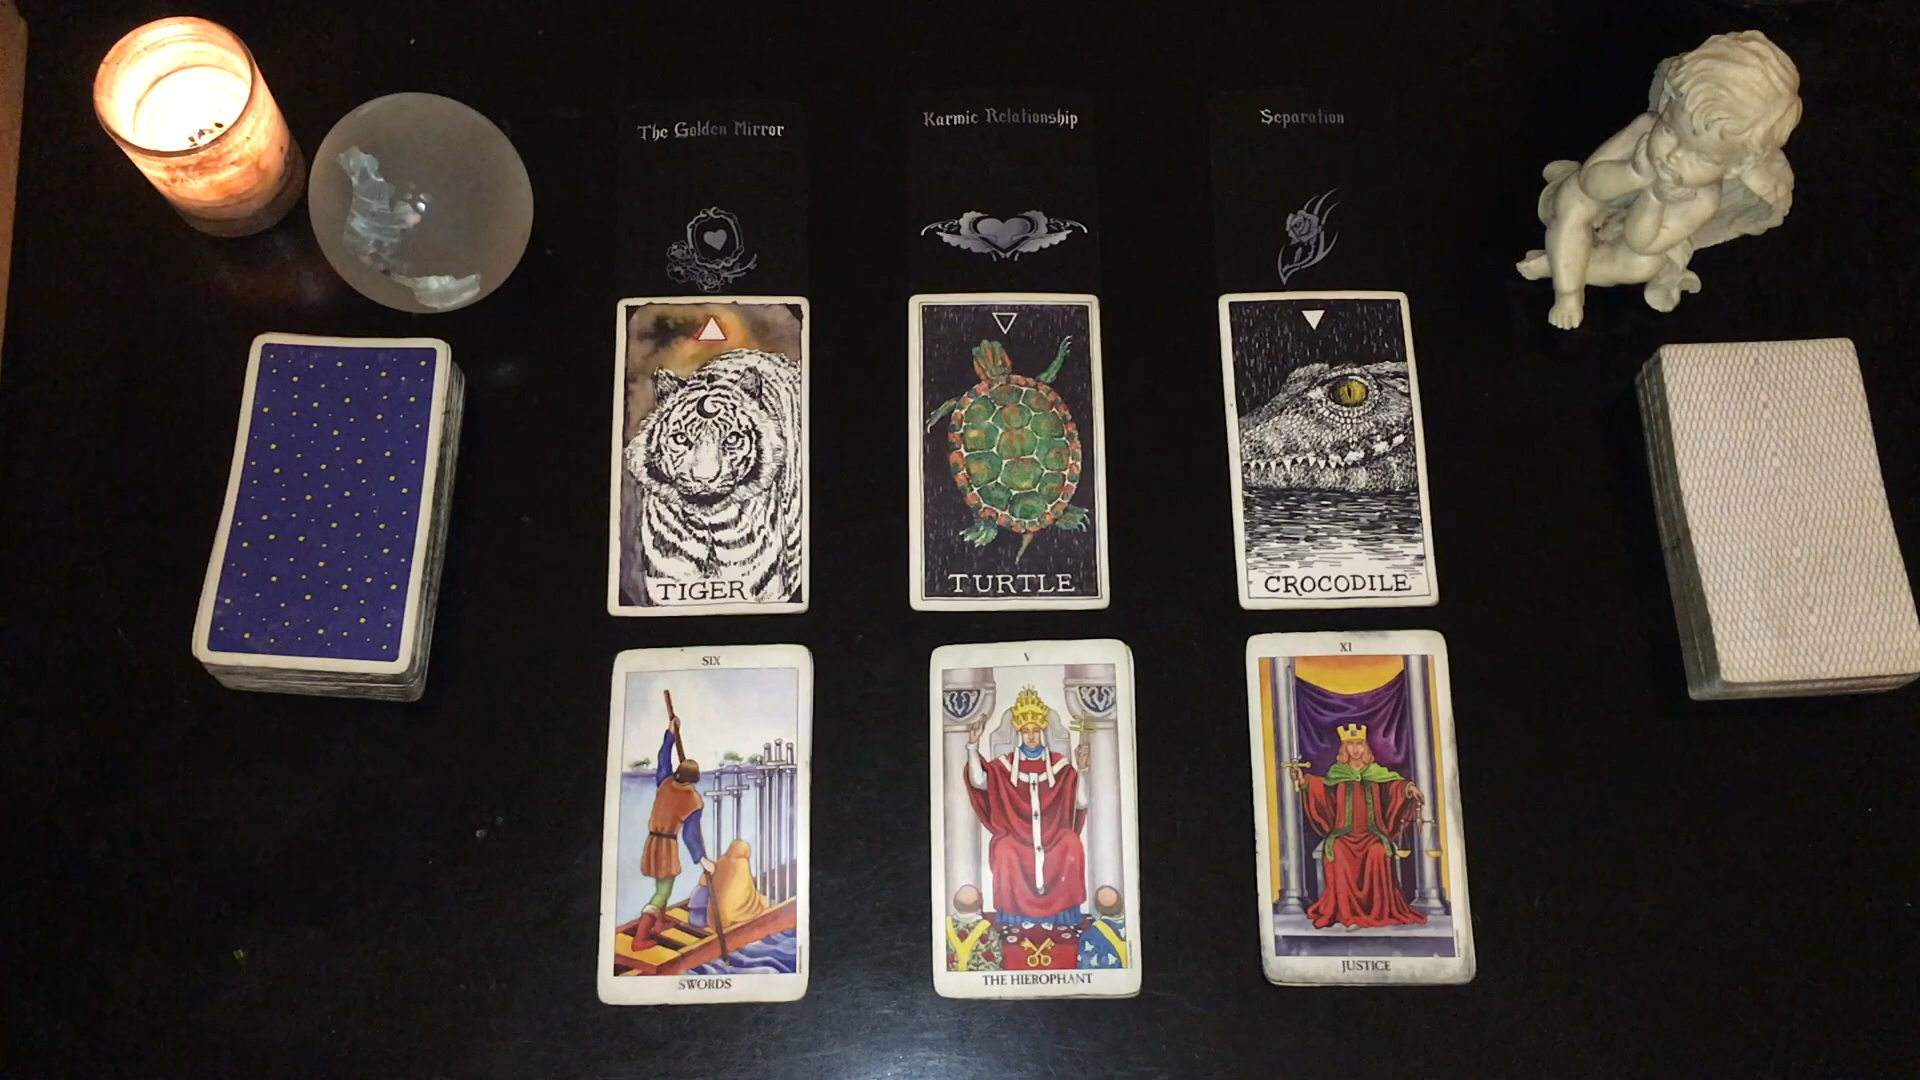 The Golden Mirror
Karmic Relationship
Separation
TIGER
TURTLE
CROCODILE
SIX
SWORDS
V
THE HIEROPHANT
XI
JUSTICE